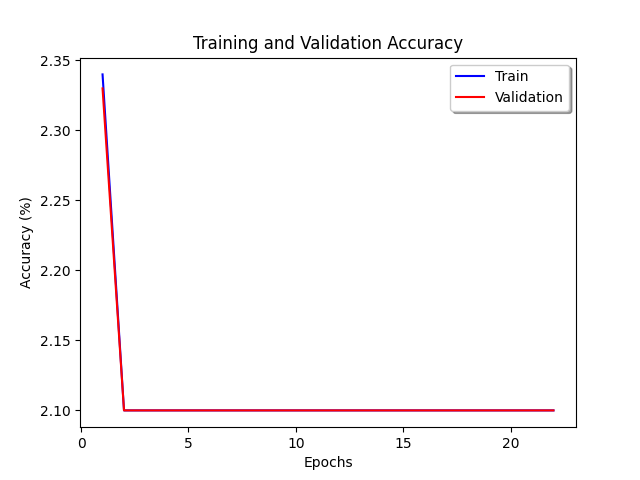 Training and Validation Accuracy
2.35
2.30
2.25
2.20
2.15
2.10
Accuracy (%)
Train
Validation
0
5
10
15
20
Epochs